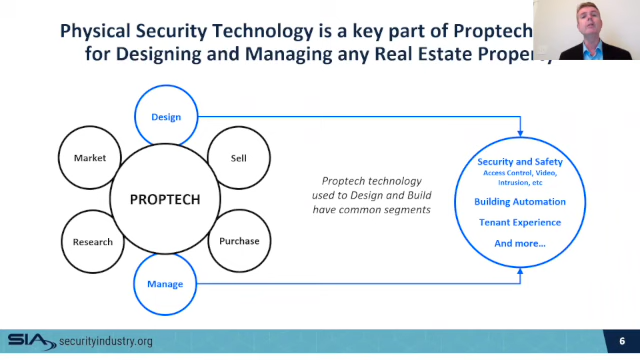 Physical Security Technology is a key part of Proptech
for Designing and Managing any Real Estate Property
Design
Market
Sell
PROPTECH
Research
Purchase
Manage
Proptech technology
used to Design and Build
have common segments
Security and Safety
Access Control, Video,
Intrusion, etc
Building Automation
Tenant Experience
And more...
SIA securityindustry.org
6